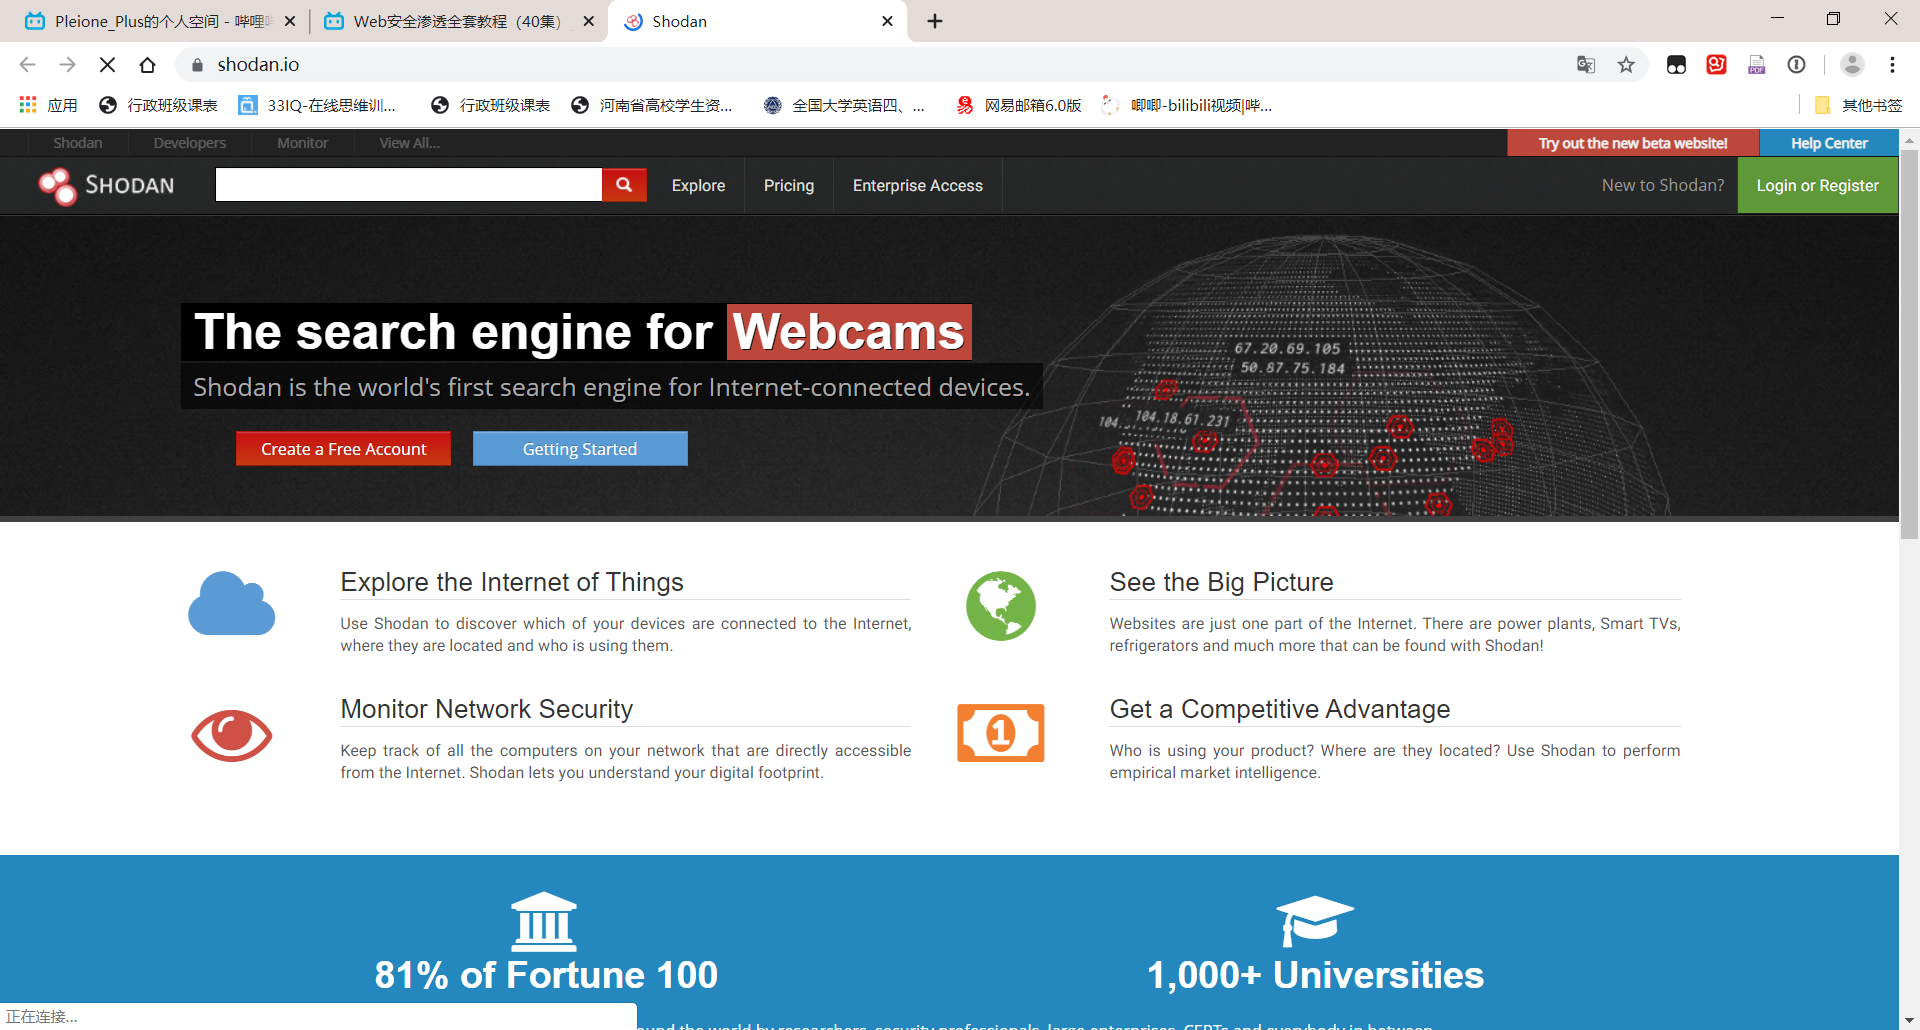 Pleione_Plus的个人空间 - 哔哩
Web安全渗透全套教程（40集）
Shodan
shodan.io
应用
行政班级课表
33IQ-在线思维训...
行政班级课表
河南省高校学生资...
全国大学英语四、...
网易邮箱6.0版
唧唧-bilibili视频|哔...
其他书签
Shodan
Developers
Monitor
View All...
Try out the new beta website!
Help Center
SHODAN
Explore
Pricing
Enterprise Access
New to Shodan?
Login or Register
The search engine for Webcams
Shodan is the world's first search engine for Internet-connected devices.
Create a Free Account
Getting Started
67.20.69.105
50.87.75.184
104.18.61.231
104.
Explore the Internet of Things
Use Shodan to discover which of your devices are connected to the Internet,
where they are located and who is using them.
See the Big Picture
Websites are just one part of the Internet. There are power plants, Smart TVs,
refrigerators and much more that can be found with Shodan!
Monitor Network Security
Keep track of all the computers on your network that are directly accessible
from the Internet. Shodan lets you understand your digital footprint.
1
Get a Competitive Advantage
Who is using your product? Where are they located? Use Shodan to perform
empirical market intelligence.
81% of Fortune 100
1,000+ Universities
正在连接...
around the world by researchers, security professionals, large enterprises, CERTs and everybody in between